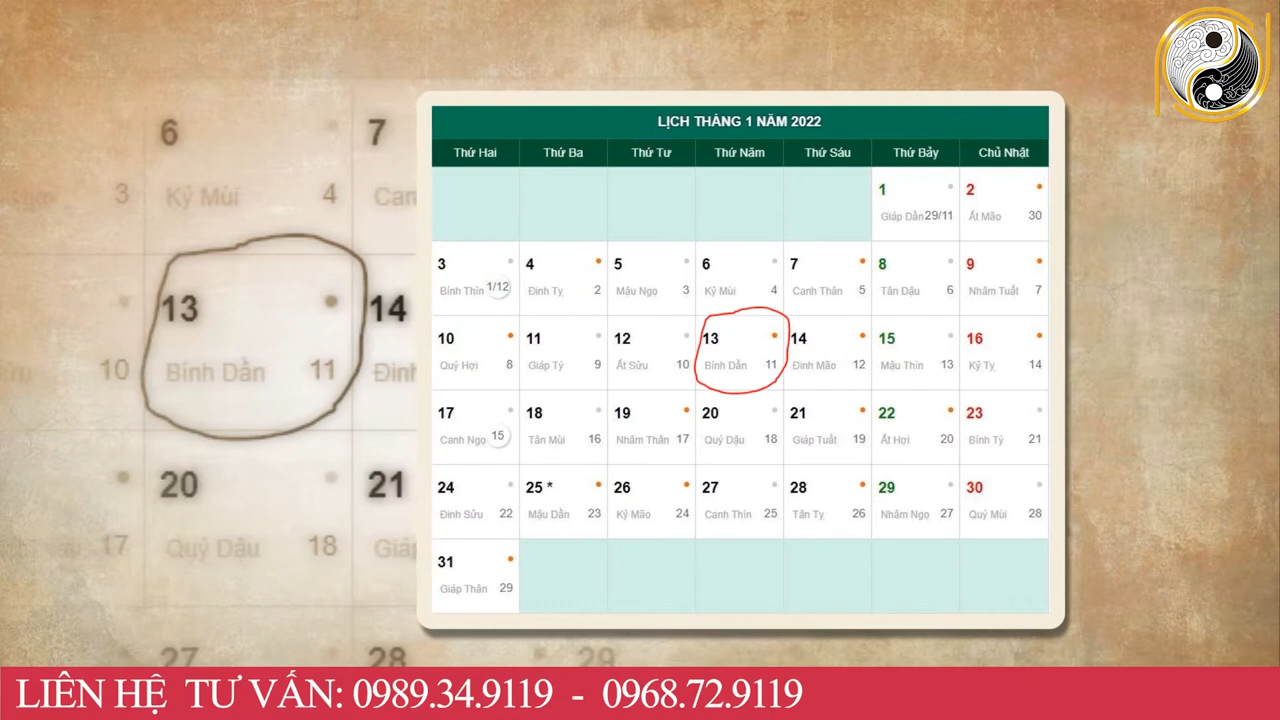 LỊCH THÁNG 1 NĂM 2022
Thứ Hai Thứ Ba Thứ Tư Thứ Năm Thứ Sáu Thứ Bảy Chủ Nhật
1 2
Giáp Dần 29/11 Ất Mão 30
3 4 5 6 7 8 9
Bính Thìn 1/12 Đinh Tỵ 2 Mậu Ngọ 3 Kỷ Mùi 4 Canh Thân 5 Tân Dậu 6 Nhâm Tuất 7
10 11 12 13 14 15 16
Quý Hợi 8 Giáp Tý 9 Ất Sửu 10 Bính Dần 11 Đinh Mão 12 Mậu Thìn 13 Kỷ Tỵ 14
17 18 19 20 21 22 23
Canh Ngọ 15 Tân Mùi 16 Nhâm Thân 17 Quý Dậu 18 Giáp Tuất 19 Ất Hợi 20 Bính Tý 21
24 25 * 26 27 28 29 30
Đinh Sửu 22 Mậu Dần 23 Kỷ Mão 24 Canh Thìn 25 Tân Tỵ 26 Nhâm Ngọ 27 Quý Mùi 28
31
Giáp Thân 29
6 7
3 Kỷ Mùi 4 Can
13 14
10 Bính Dần 11 Đinh
20 21
17 Quý Dậu 18 Giáp
27 28 29
LIÊN HỆ TƯ VẤN: 0989.34.9119 - 0968.72.9119